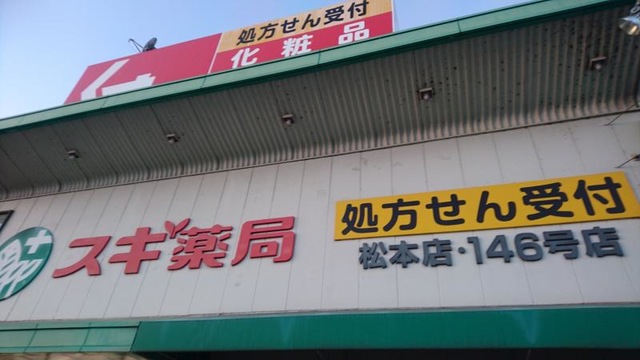 処方せん受付
化粧品
スギ薬局
処方せん受付
松本店・146号店